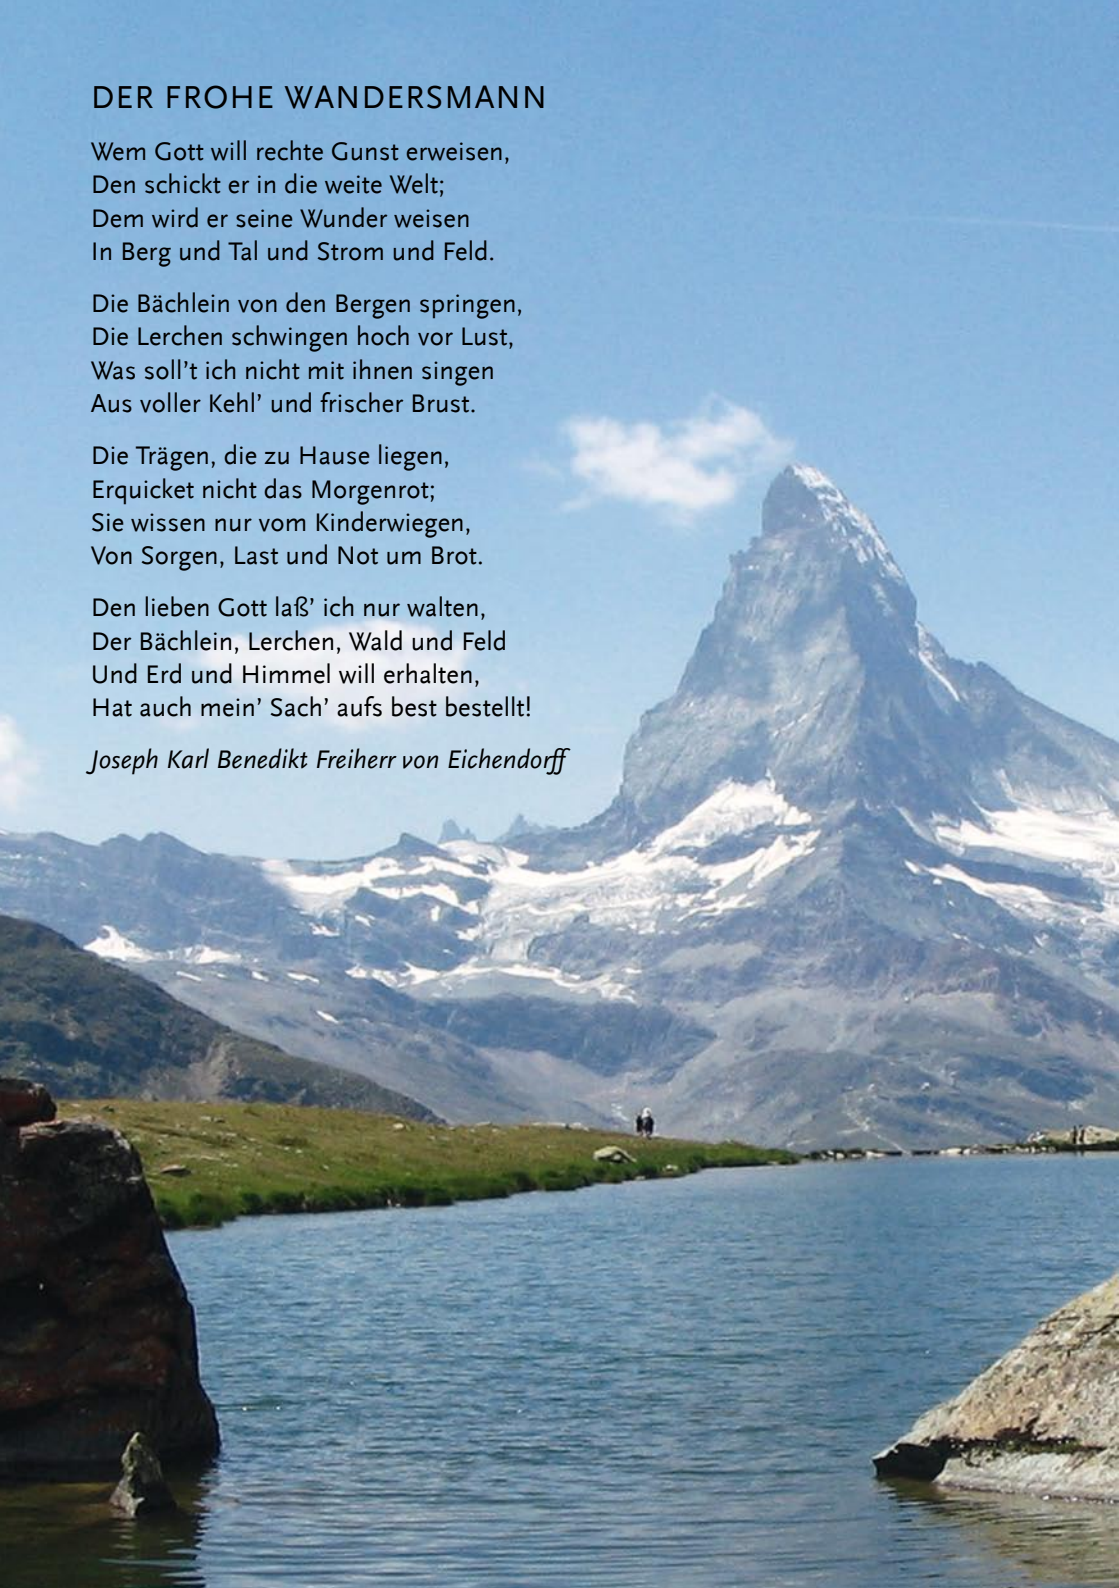 DER FROHE WANDERSMANN
Wem Gott will rechte Gunst erweisen,
Den schickt er in die weite Welt;
Dem wird er seine Wunder weisen
In Berg und Tal und Strom und Feld.
Die Bächlein von den Bergen springen,
Die Lerchen schwingen hoch vor Lust,
Was soll’t ich nicht mit ihnen singen
Aus voller Kehl’ und frischer Brust.
Die Trägen, die zu Hause liegen,
Erquicket nicht das Morgenrot;
Sie wissen nur vom Kinderwiegen,
Von Sorgen, Last und Not um Brot.
Den lieben Gott laß’ ich nur walten,
Der Bächlein, Lerchen, Wald und Feld
Und Erd und Himmel will erhalten,
Hat auch mein’ Sach’ aufs best bestellt!
Joseph Karl Benedikt Freiherr von Eichendorff